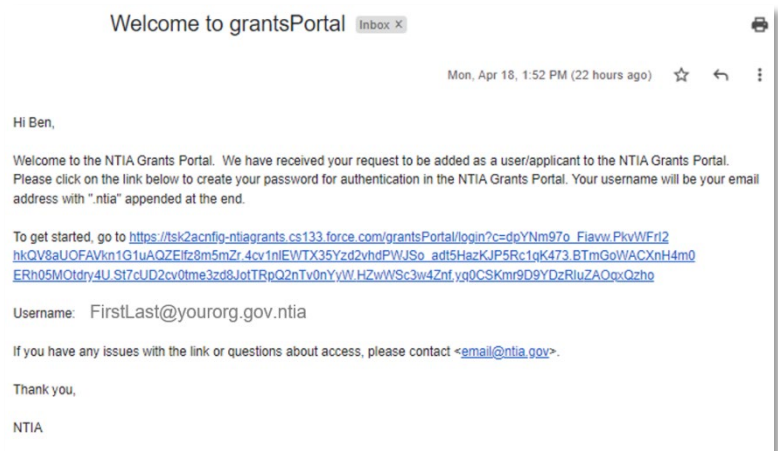 Welcome to grantsPortal Inbox x
Mon, Apr 18, 1:52 PM (22 hours ago)
Hi Ben,
Welcome to the NTIA Grants Portal. We have received your request to be added as a user/applicant to the NTIA Grants Portal.
Please click on the link below to create your password for authentication in the NTIA Grants Portal. Your username will be your email
address with ".ntia" appended at the end.
To get started, go to https://tsk2acnfig-ntiagrants.cs133.force.com/grantsPortal/login?c=dpYNm97o_Fiavw.PkvWFrI2
hkQV8aUOFAVkn1G1uAQZElfz8m5mZr.4cv1nlEWTX35Yzd2vhdPWJSo_adt5HazKJP5Rc1qK473.BTmGoWACXnH4m0
ERh05MOtdry4U.St7cUD2cv0tme3zd8JotTRpQ2nTv0nYyW.HZwWSc3w4Znf.yq0CSKmr9D9YDzRluZAOqxQzho
Username: FirstLast@yourorg.gov.ntia
If you have any issues with the link or questions about access, please contact <email@ntia.gov>.
Thank you,
NTIA